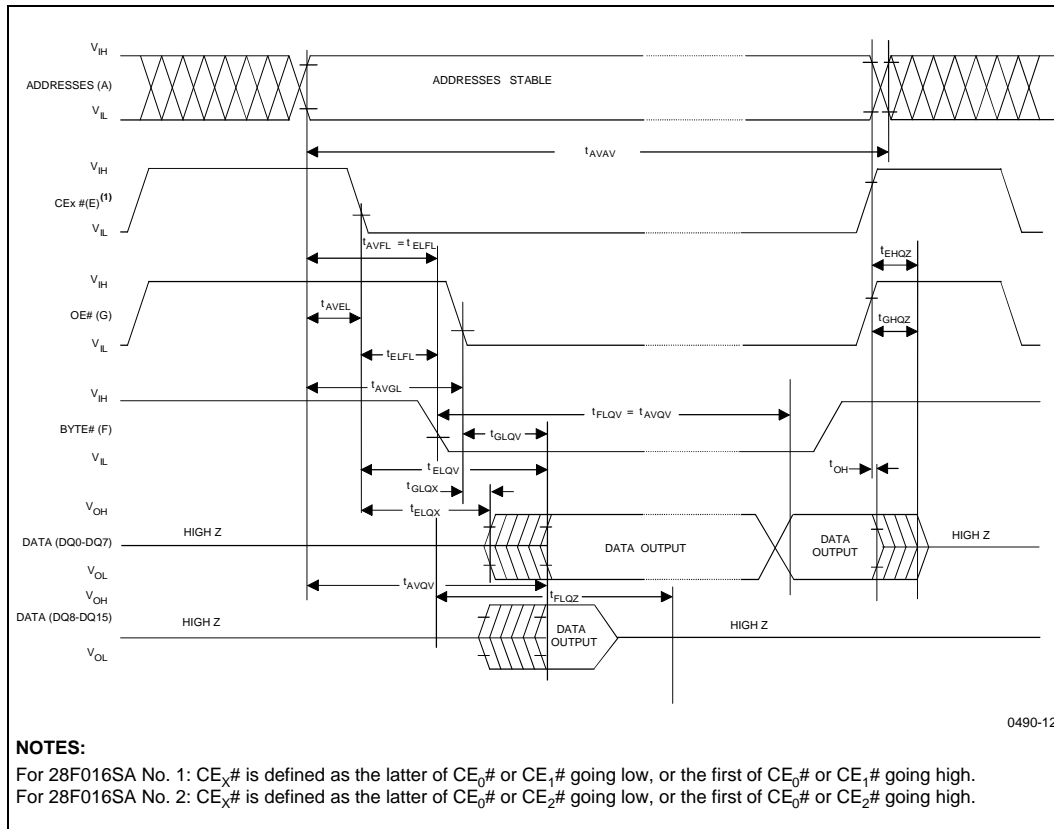 VIH
ADDRESSES (A)
ADDRESSES STABLE
VIL
tAVAV
VIH
CEx #(E)(1)
VIL
tAVFL = tELFL
tEHQZ
VIH
tAVEL
OE# (G)
tGHQZ
VIL
tELFL
tAVGL
VIH
tFLQV = tAVQV
BYTE# (F)
tGLQV
VIL
tELQV
tOH
tGLQX
tELQX
VOH
HIGH Z
DATA (DQ0-DQ7)
DATA OUTPUT
DATA
OUTPUT
HIGH Z
VOL
tAVQV
VOH
tFLQZ
DATA (DQ8-DQ15)
HIGH Z
DATA
OUTPUT
HIGH Z
VOL
0490-12
NOTES:
For 28F016SA No. 1: CEX# is defined as the latter of CE0# or CE1# going low, or the first of CE0# or CE1# going high.
For 28F016SA No. 2: CEX# is defined as the latter of CE0# or CE2# going low, or the first of CE0# or CE2# going high.